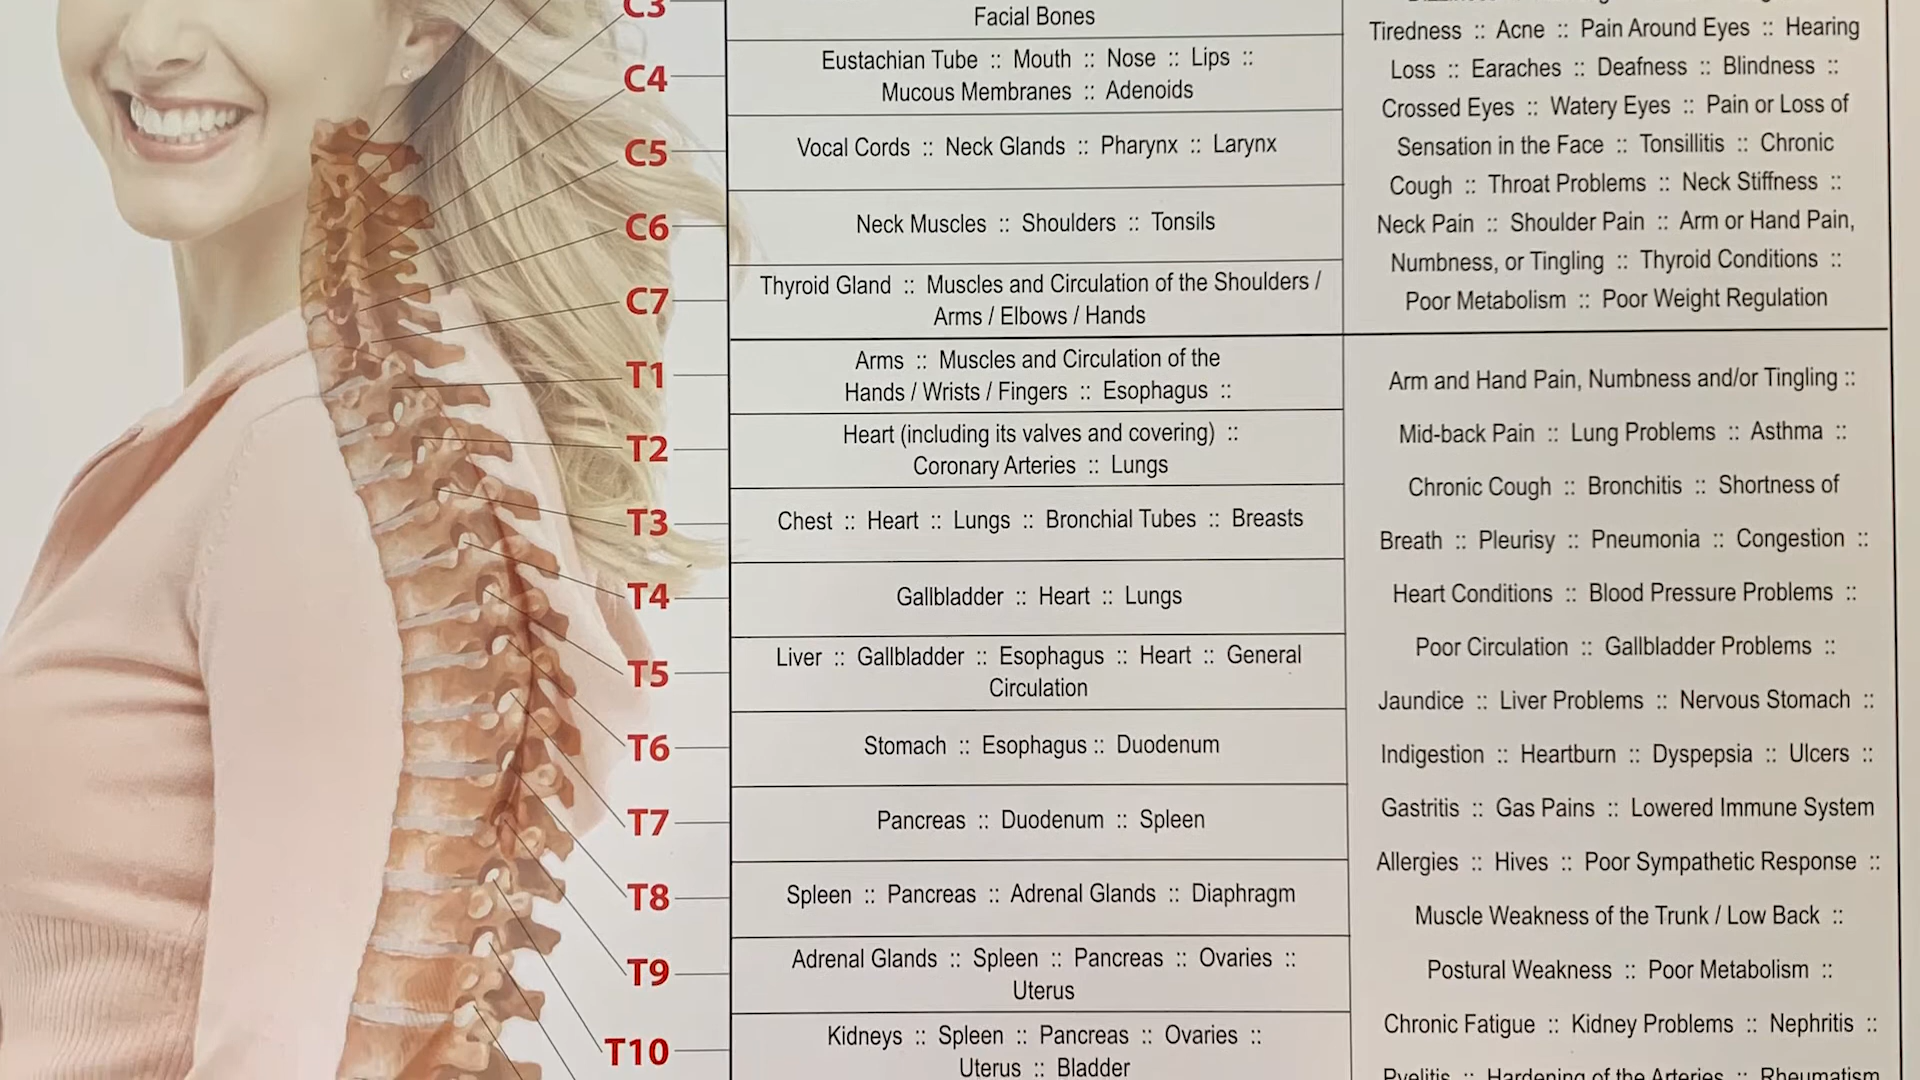 C3
Facial Bones
C4
Eustachian Tube :: Mouth :: Nose :: Lips ::
Mucous Membranes :: Adenoids
C5
Vocal Cords :: Neck Glands :: Pharynx :: Larynx
C6
Neck Muscles :: Shoulders :: Tonsils
C7
Thyroid Gland :: Muscles and Circulation of the Shoulders /
Arms / Elbows / Hands
T1
Arms :: Muscles and Circulation of the
Hands / Wrists / Fingers :: Esophagus ::
T2
Heart (including its valves and covering) ::
Coronary Arteries :: Lungs
T3
Chest :: Heart :: Lungs :: Bronchial Tubes :: Breasts
T4
Gallbladder :: Heart :: Lungs
T5
Liver :: Gallbladder :: Esophagus :: Heart :: General
Circulation
T6
Stomach :: Esophagus :: Duodenum
T7
Pancreas :: Duodenum :: Spleen
T8
Spleen :: Pancreas :: Adrenal Glands :: Diaphragm
T9
Adrenal Glands :: Spleen :: Pancreas :: Ovaries ::
Uterus
T10
Kidneys :: Spleen :: Pancreas :: Ovaries ::
Uterus :: Bladder
Tiredness :: Acne :: Pain Around Eyes :: Hearing
Loss :: Earaches :: Deafness :: Blindness ::
Crossed Eyes :: Watery Eyes :: Pain or Loss of
Sensation in the Face :: Tonsillitis :: Chronic
Cough :: Throat Problems :: Neck Stiffness ::
Neck Pain :: Shoulder Pain :: Arm or Hand Pain,
Numbness, or Tingling :: Thyroid Conditions ::
Poor Metabolism :: Poor Weight Regulation
Arm and Hand Pain, Numbness and/or Tingling ::
Mid-back Pain :: Lung Problems :: Asthma ::
Chronic Cough :: Bronchitis :: Shortness of
Breath :: Pleurisy :: Pneumonia :: Congestion ::
Heart Conditions :: Blood Pressure Problems ::
Poor Circulation :: Gallbladder Problems ::
Jaundice :: Liver Problems :: Nervous Stomach ::
Indigestion :: Heartburn :: Dyspepsia :: Ulcers ::
Gastritis :: Gas Pains :: Lowered Immune System
Allergies :: Hives :: Poor Sympathetic Response ::
Muscle Weakness of the Trunk / Low Back ::
Postural Weakness :: Poor Metabolism ::
Chronic Fatigue :: Kidney Problems :: Nephritis ::
Pyelitis :: Hardening of the Arteries :: Rheumatism